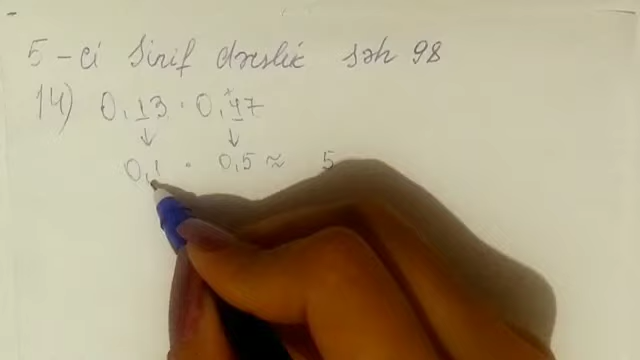 5-ci Sinif dərslik səh 98
14) 0,13 · 0,47
0,1 · 0,5 ≈ 5